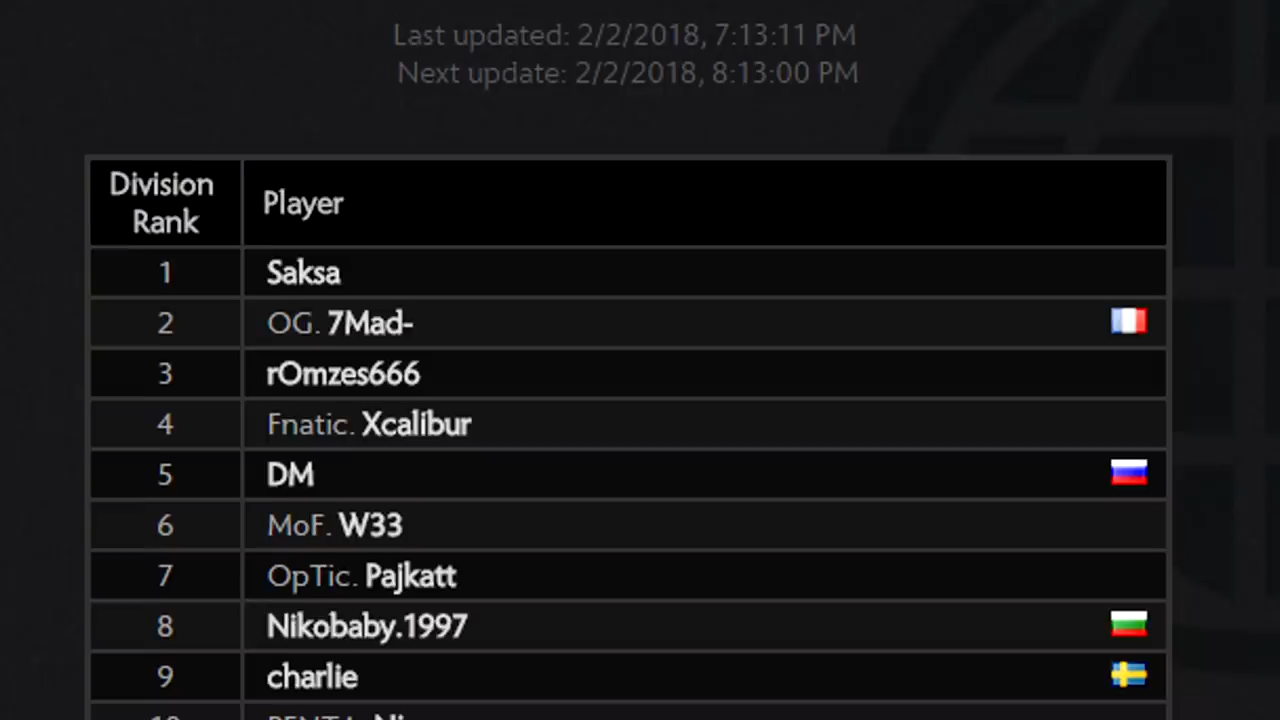 Last updated: 2/2/2018, 7:13:11 PM
Next update: 2/2/2018, 8:13:00 PM
Division Rank Player
1 Saksa
2 OG. 7Mad-
3 rOmzes666
4 Fnatic. Xcalibur
5 DM
6 MoF. W33
7 OpTic. Pajkatt
8 Nikobaby.1997
9 charlie
10